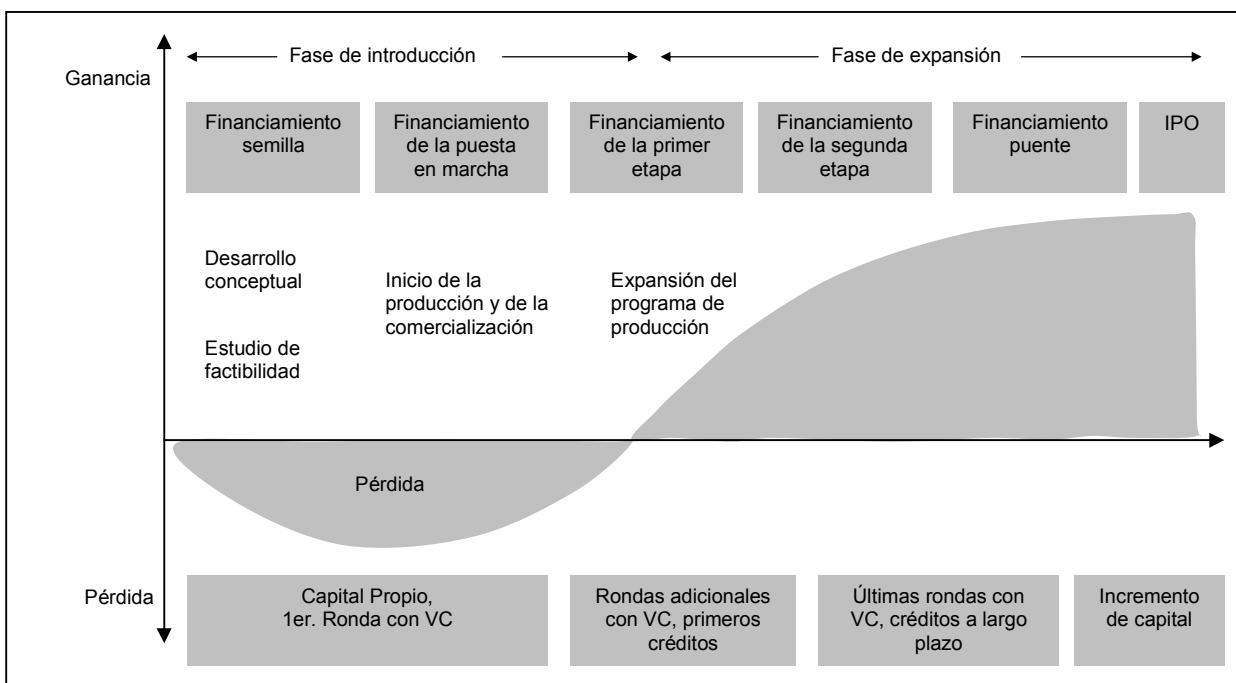 Fase de introducción
Fase de expansión
Ganancia
Financiamiento
semilla
Financiamiento
de la puesta
en marcha
Financiamiento
de la primer
etapa
Financiamiento
de la segunda
etapa
Financiamiento
puente
IPO
Desarrollo
conceptual
Estudio de
factibilidad
Inicio de la
producción y de la
comercialización
Expansión del
programa de
producción
Pérdida
Pérdida
Capital Propio,
1er. Ronda con VC
Rondas adicionales
con VC, primeros
créditos
Últimas rondas con
VC, créditos a largo
plazo
Incremento
de capital